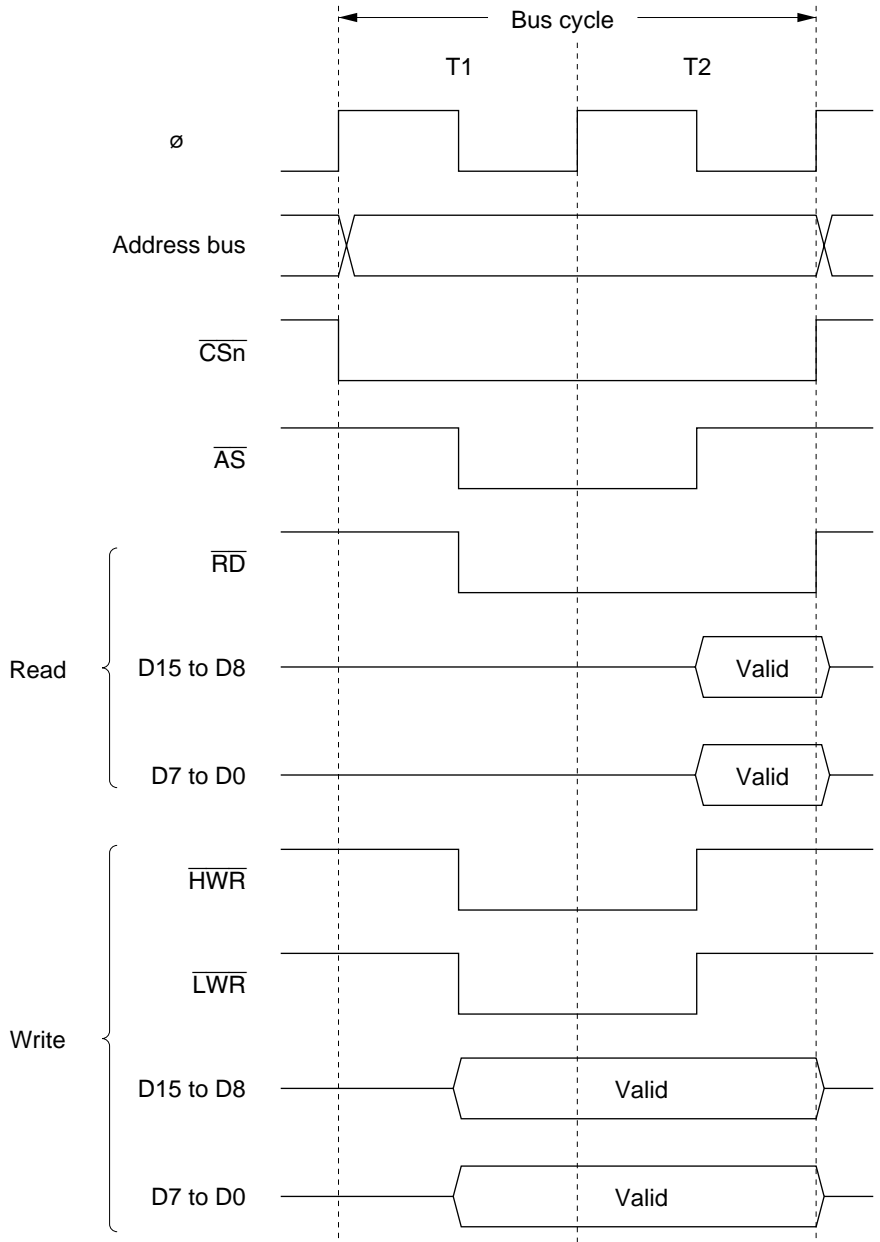 Bus cycle
T1 T2
ø
Address bus
CSn
AS
RD
Read D15 to D8 Valid
D7 to D0 Valid
HWR
LWR
Write
D15 to D8 Valid
D7 to D0 Valid